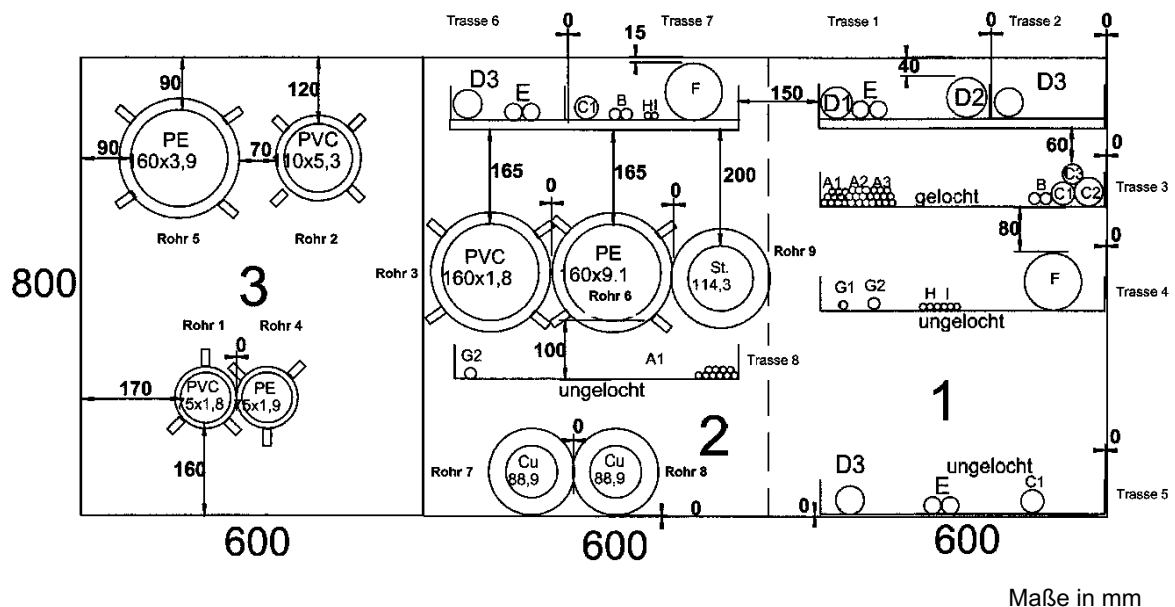 Trasse 6
0
Trasse 7
Trasse 1
0
Trasse 2
0
15
90
120
D3
E
C1
B
H I
F
150
D1
E
40
D2
D3
PE
160x3,9
90
70
PVC
10x5,3
165
165
200
60
0
A1
A2
A3
gelocht
B
C3
C1
C2
Trasse 3
Rohr 5
Rohr 2
0
0
80
0
Rohr 3
PVC
160x1,8
PE
160x9.1
Rohr 6
St.
114,3
Rohr 9
800
3
G1
G2
H I
F
ungelocht
Trasse 4
Rohr 1
0
Rohr 4
100
G2
A1
Trasse 8
ungelocht
170
PVC
75x1,8
PE
75x1,9
160
2
1
0
0
Rohr 7
Cu
88,9
Cu
88,9
Rohr 8
D3
E
ungelocht
C1
Trasse 5
0
0
600
600
600
Maße in mm